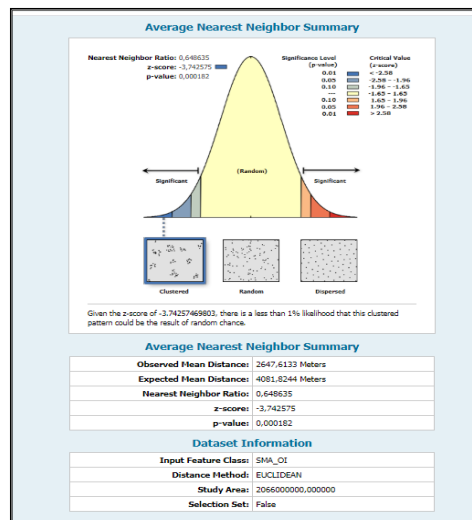 Average Nearest Neighbor Summary
Nearest Neighbor Ratio: 0,648635
z-score: -3,742575
p-value: 0,000182
Significance Level (p-value) Critical Value (z-score)
0.01 < -2.58
0.05 -2.58 - -1.96
0.10 -1.96 - -1.65
--- -1.65 - 1.65
0.10 1.65 - 1.96
0.05 1.96 - 2.58
0.01 > 2.58
(Random)
Significant Significant
Clustered Random Dispersed
Given the z-score of -3.74257469803, there is a less than 1% likelihood that this clustered
pattern could be the result of random chance.
Average Nearest Neighbor Summary
Observed Mean Distance: 2647,6133 Meters
Expected Mean Distance: 4081,8244 Meters
Nearest Neighbor Ratio: 0,648635
z-score: -3,742575
p-value: 0,000182
Dataset Information
Input Feature Class: SMA_OI
Distance Method: EUCLIDEAN
Study Area: 2066000000,000000
Selection Set: False